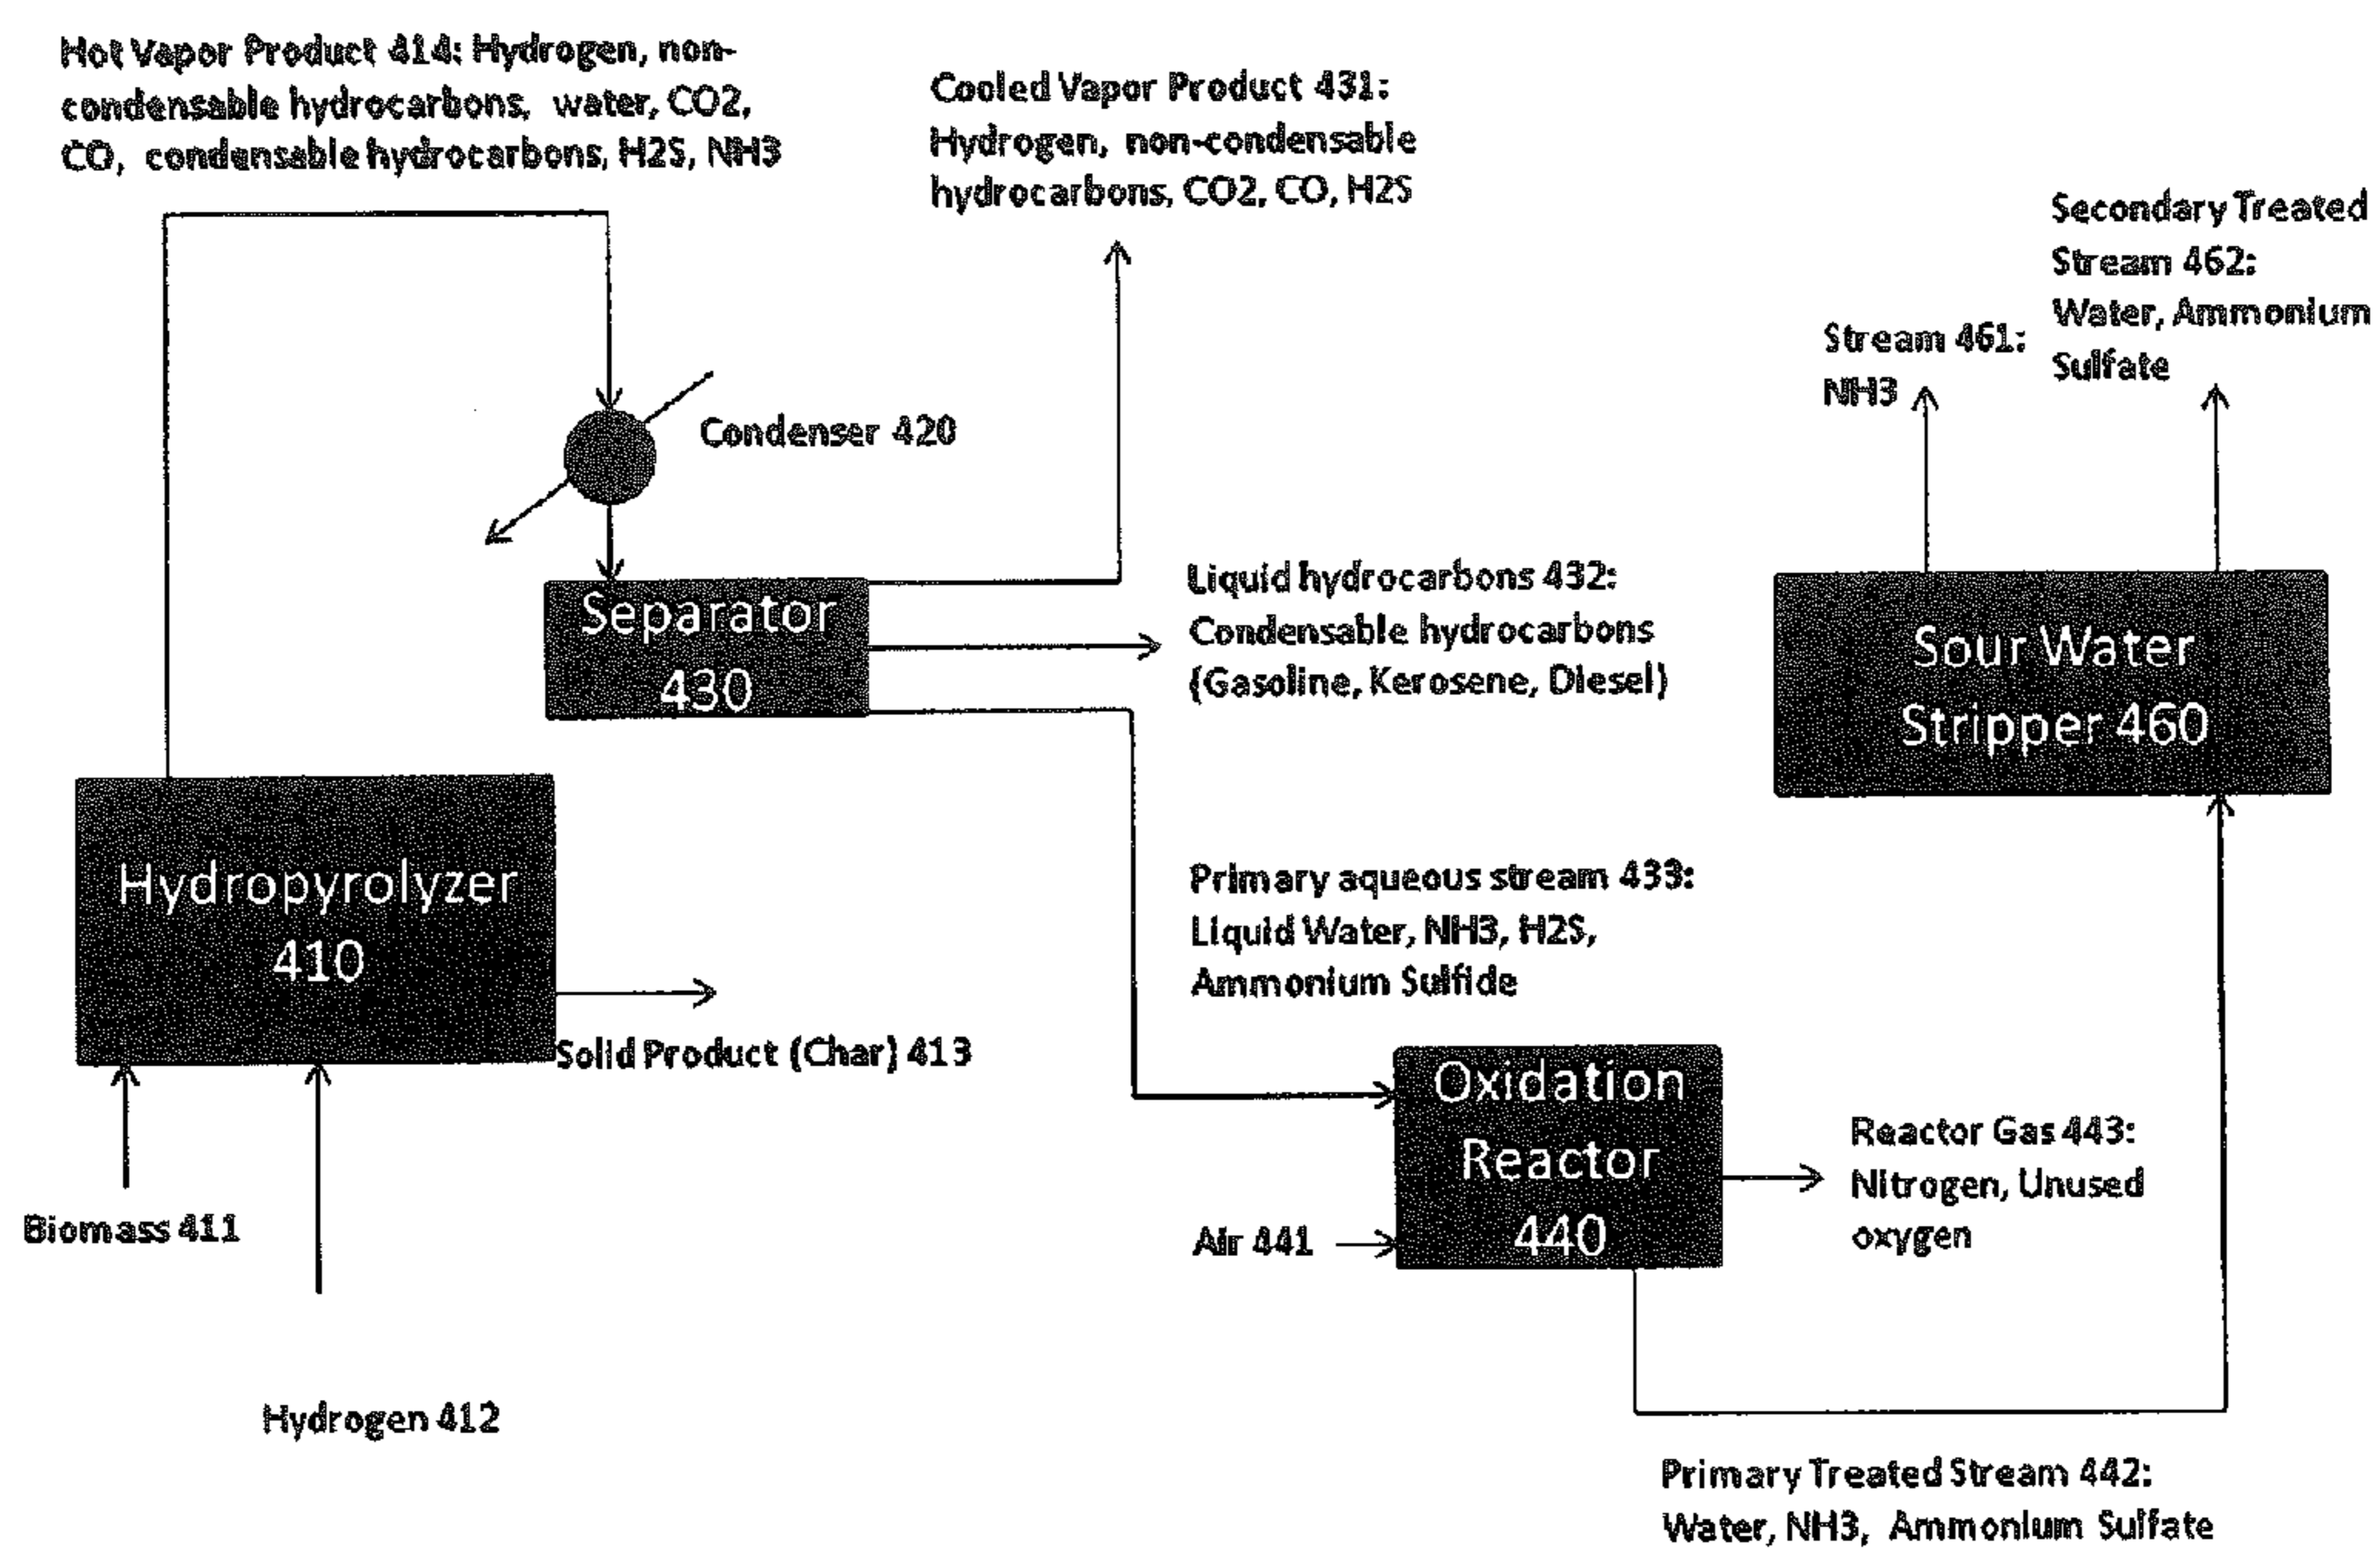 Hot Vapor Product 414: Hydrogen, non-
condensable hydrocarbons, water, CO2,
CO, condensable hydrocarbons, H2S, NH3
Cooled Vapor Product 431:
Hydrogen, non-condensable
hydrocarbons, CO2, CO, H2S
Secondary Treated
Stream 462:
Water, Ammonium
Sulfate
Stream 461:
NH3
Condenser 420
Separator
430
Liquid hydrocarbons 432:
Condensable hydrocarbons
(Gasoline, Kerosene, Diesel)
Sour Water
Stripper 460
Hydropyrolyzer
410
Primary aqueous stream 433:
Liquid Water, NH3, H2S,
Ammonium Sulfide
Solid Product (Char) 413
Oxidation
Reactor
440
Reactor Gas 443:
Nitrogen, Unused
oxygen
Biomass 411
Air 441
Hydrogen 412
Primary Treated Stream 442:
Water, NH3, Ammonium Sulfate